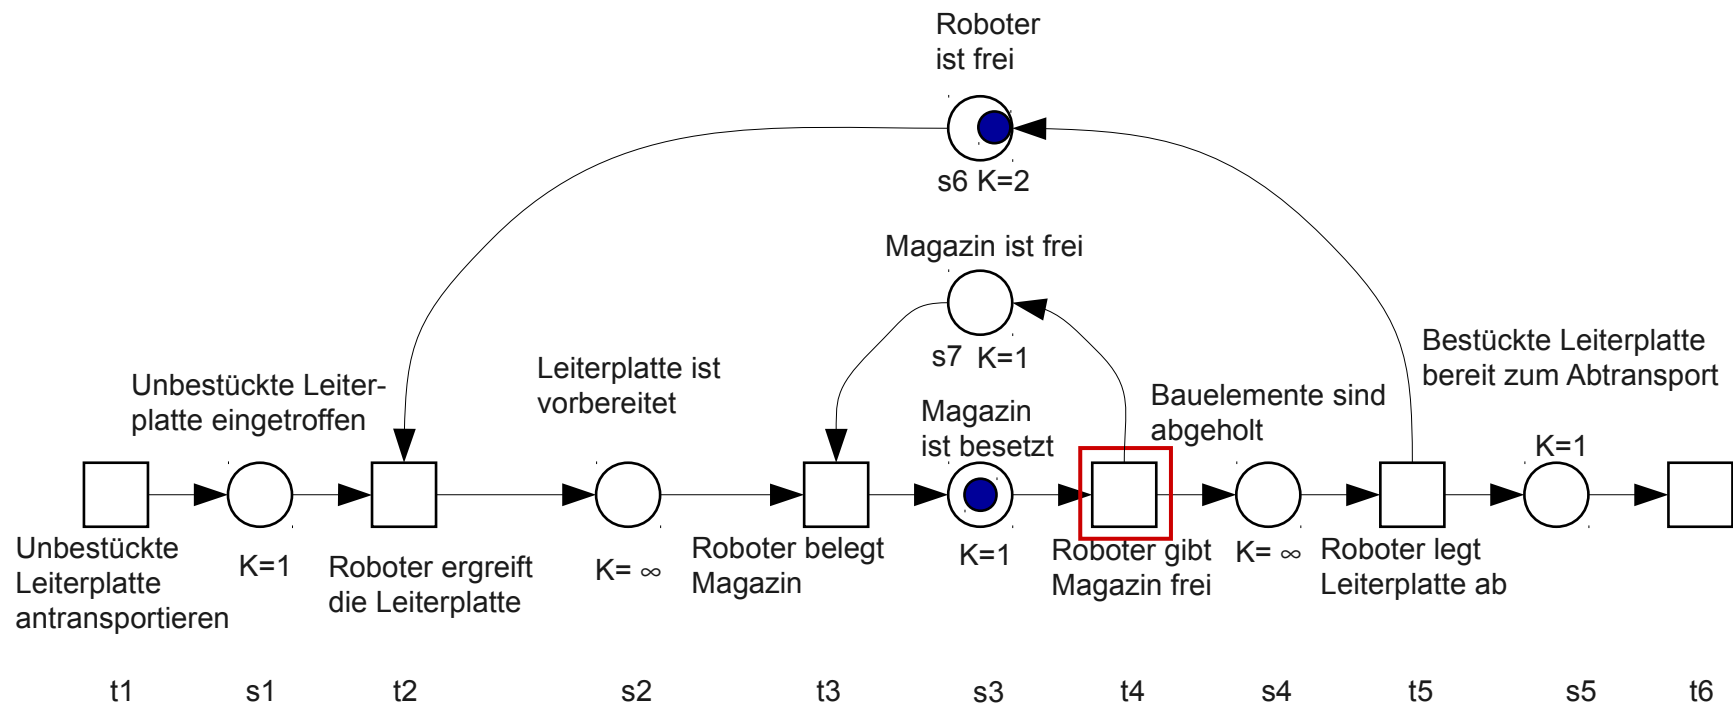 Roboter
ist frei
s6 K=2
Magazin ist frei
s7 K=1
Unbestückte Leiter-
platte eingetroffen
Leiterplatte ist
vorbereitet
Magazin
ist besetzt
Bauelemente sind
abgeholt
Bestückte Leiterplatte
bereit zum Abtransport
K=1
Unbestückte
Leiterplatte
antransportieren
K=1
Roboter ergreift
die Leiterplatte
K= ∞
Roboter belegt
Magazin
K=1
Roboter gibt
Magazin frei
K= ∞
Roboter legt
Leiterplatte ab
t1 s1 t2 s2 t3 s3 t4 s4 t5 s5 t6